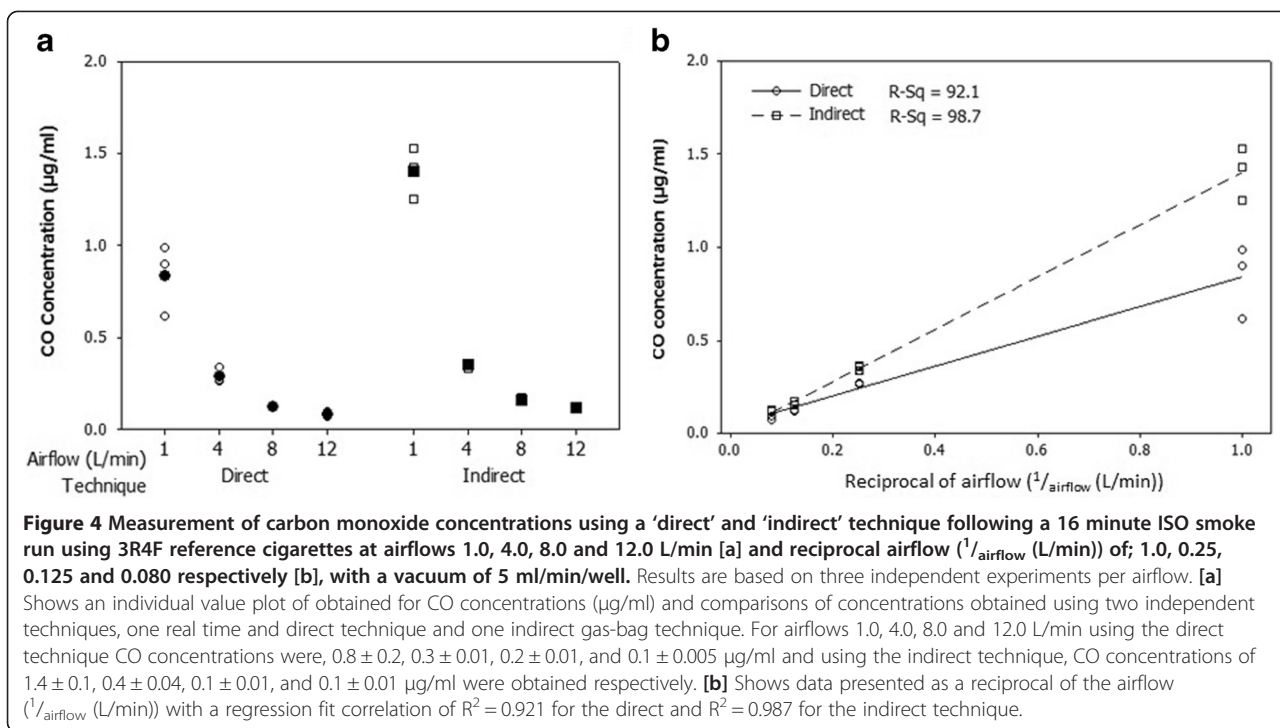 a
2.0
1.5
1.0
0.5
0.0
CO Concentration (µg/ml)
Airflow (L/min) 1 4 8 12 1 4 8 12
Technique Direct Indirect
b
2.0
1.5
1.0
0.5
0.0
CO concentration (µg/ml)
Direct R-Sq = 92.1
Indirect R-Sq = 98.7
0.0 0.2 0.4 0.6 0.8 1.0
Reciprocal of airflow (1/airflow (L/min))
Figure 4 Measurement of carbon monoxide concentrations using a ‘direct’ and ‘indirect’ technique following a 16 minute ISO smoke
run using 3R4F reference cigarettes at airflows 1.0, 4.0, 8.0 and 12.0 L/min [a] and reciprocal airflow (1/airflow (L/min)) of; 1.0, 0.25,
0.125 and 0.080 respectively [b], with a vacuum of 5 ml/min/well. Results are based on three independent experiments per airflow. [a]
Shows an individual value plot of obtained for CO concentrations (µg/ml) and comparisons of concentrations obtained using two independent
techniques, one real time and direct technique and one indirect gas-bag technique. For airflows 1.0, 4.0, 8.0 and 12.0 L/min using the direct
technique CO concentrations were, 0.8 ± 0.2, 0.3 ± 0.01, 0.2 ± 0.01, and 0.1 ± 0.005 µg/ml and using the indirect technique, CO concentrations of
1.4 ± 0.1, 0.4 ± 0.04, 0.1 ± 0.01, and 0.1 ± 0.01 µg/ml were obtained respectively. [b] Shows data presented as a reciprocal of the airflow
(1/airflow (L/min)) with a regression fit correlation of R² = 0.921 for the direct and R² = 0.987 for the indirect technique.